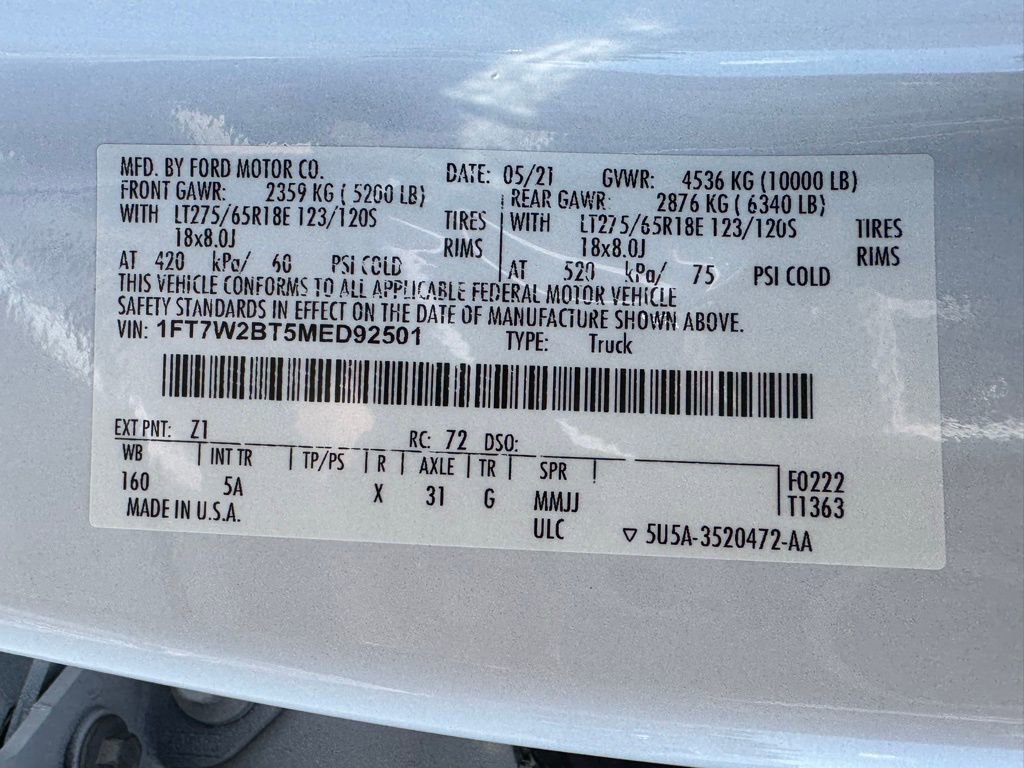 MFD. BY FORD MOTOR CO. DATE: 05/21 GVWR: 4536 KG (10000 LB)
FRONT GAWR: 2359 KG ( 5200 LB) REAR GAWR: 2876 KG ( 6340 LB)
WITH LT275/65R18E 123/120S TIRES WITH LT275/65R18E 123/120S TIRES
18x8.0J RIMS 18x8.0J RIMS
AT 420 kPa/ 60 PSI COLD AT 520 kPa/ 75 PSI COLD
THIS VEHICLE CONFORMS TO ALL APPLICABLE FEDERAL MOTOR VEHICLE
SAFETY STANDARDS IN EFFECT ON THE DATE OF MANUFACTURE SHOWN ABOVE.
VIN: 1FT7W2BT5MED92501 TYPE: Truck
EXT PNT: Z1 RC: 72 DSO:
WB INT TR TP/PS R AXLE TR SPR F0222
160 5A X 31 G MMJJ T1363
MADE IN U.S.A. ULC ▽ 5U5A-3520472-AA